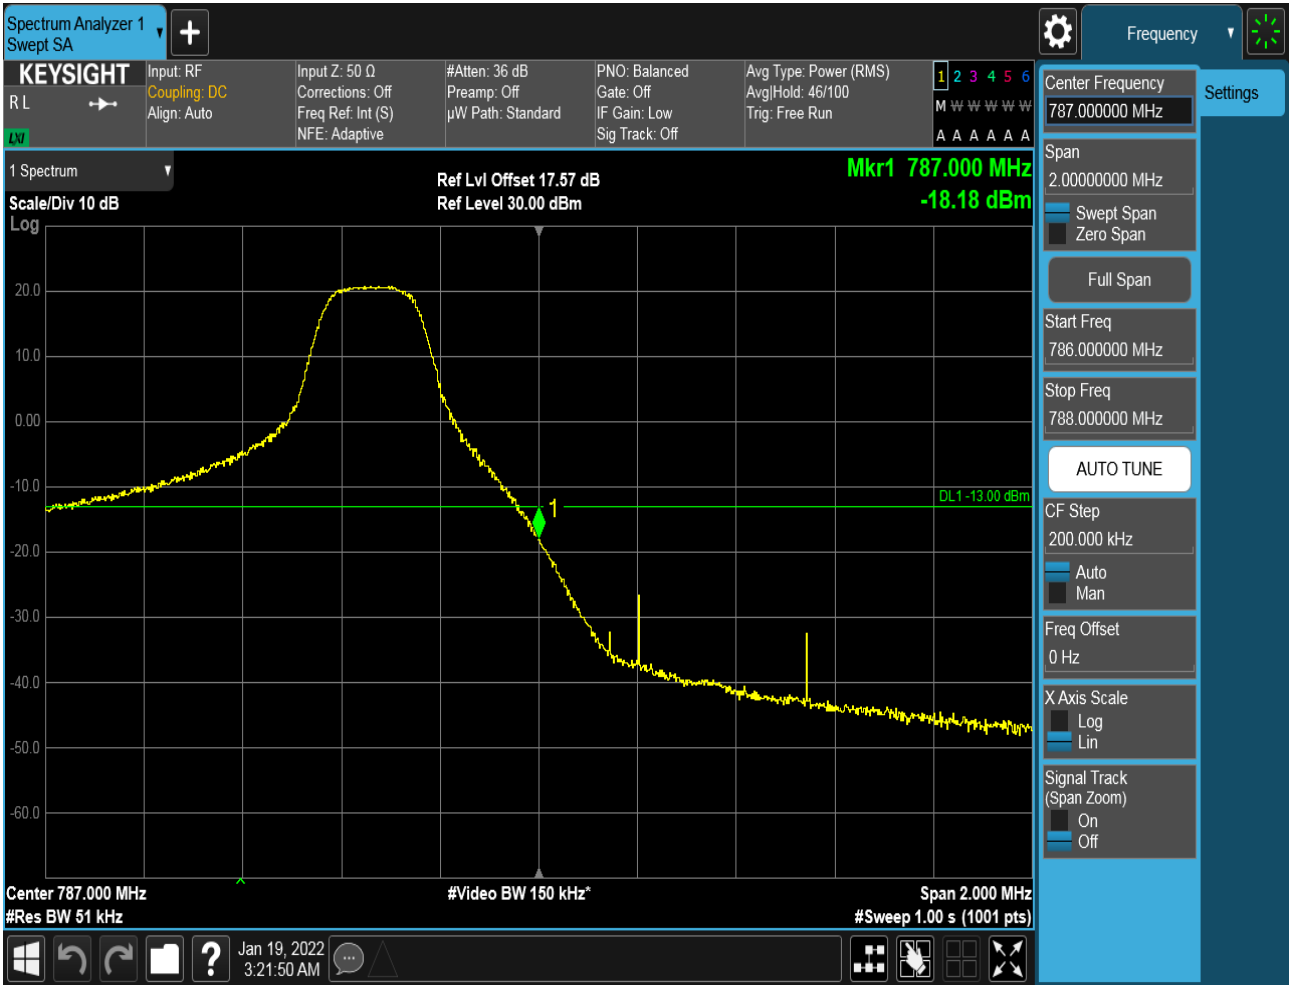 Spectrum Analyzer 1
Swept SA
+
Frequency
KEYSIGHT
R L
LXI
Input: RF
Coupling: DC
Align: Auto
Input Z: 50 Ω
Corrections: Off
Freq Ref: Int (S)
NFE: Adaptive
#Atten: 36 dB
Preamp: Off
µW Path: Standard
PNO: Balanced
Gate: Off
IF Gain: Low
Sig Track: Off
Avg Type: Power (RMS)
Avg|Hold: 46/100
Trig: Free Run
1 2 3 4 5 6
M W W W W W
A A A A A A
1 Spectrum
Scale/Div 10 dB
Log
Ref Lvl Offset 17.57 dB
Ref Level 30.00 dBm
Mkr1 787.000 MHz
-18.18 dBm
20.0
10.0
0.00
-10.0
-20.0
-30.0
-40.0
-50.0
-60.0
DL1 -13.00 dBm
1
Center 787.000 MHz
#Res BW 51 kHz
#Video BW 150 kHz*
Span 2.000 MHz
#Sweep 1.00 s (1001 pts)
?
Jan 19, 2022
3:21:50 AM
Center Frequency
787.000000 MHz
Settings
Span
2.00000000 MHz
Swept Span
Zero Span
Full Span
Start Freq
786.000000 MHz
Stop Freq
788.000000 MHz
AUTO TUNE
CF Step
200.000 kHz
Auto
Man
Freq Offset
0 Hz
X Axis Scale
Log
Lin
Signal Track
(Span Zoom)
On
Off